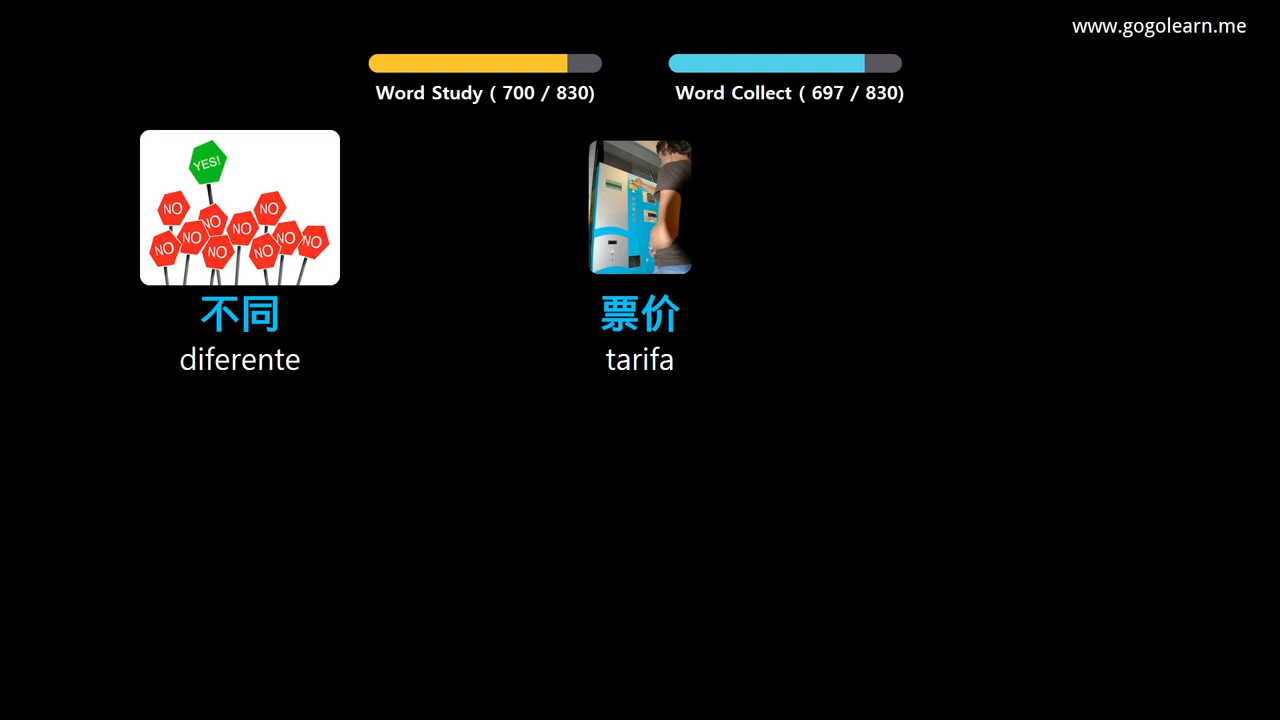 www.gogolearn.me
Word Study ( 700 / 830)
Word Collect ( 697 / 830)
YES!
NO
NO
NO
NO
NO
NO
NO
NO
NO
NO
不同
票价
diferente
tarifa